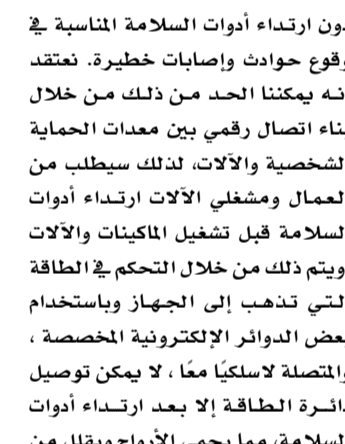 دون ارتداء أدوات السلامة المناسبة في
وقوع حوادث وإصابات خطيرة. نعتقد
نه يمكننا الحد من ذلك من خلال
بناء اتصال رقمي بين معدات الحماية
لشخصية والآلات، لذلك سيطلب من
لعمال ومشغلي الآلات ارتداء أدوات
لسلامة قبل تشغيل الماكينات والآلات
ويتم ذلك من خلال التحكم في الطاقة
لتي تذهب إلى الجهاز وباستخدام
بعض الدوائر الإلكترونية المخصصة ،
والمتصلة لاسلكيًا معًا ، لا يمكن توصيل
دائرة الطاقة إلا بعد ارتداء أدوات
لسلامة، مما يحمي الأرواح ويقلل من